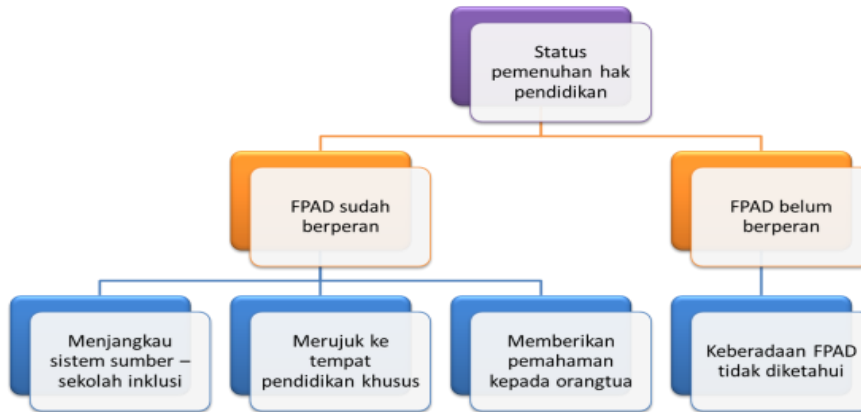 Status
pemenuhan hak
pendidikan
FPAD sudah
berperan
FPAD belum
berperan
Menjangkau
sistem sumber –
sekolah inklusi
Merujuk ke
tempat
pendidikan khusus
Memberikan
pemahaman
kepada orangtua
Keberadaan FPAD
tidak diketahui